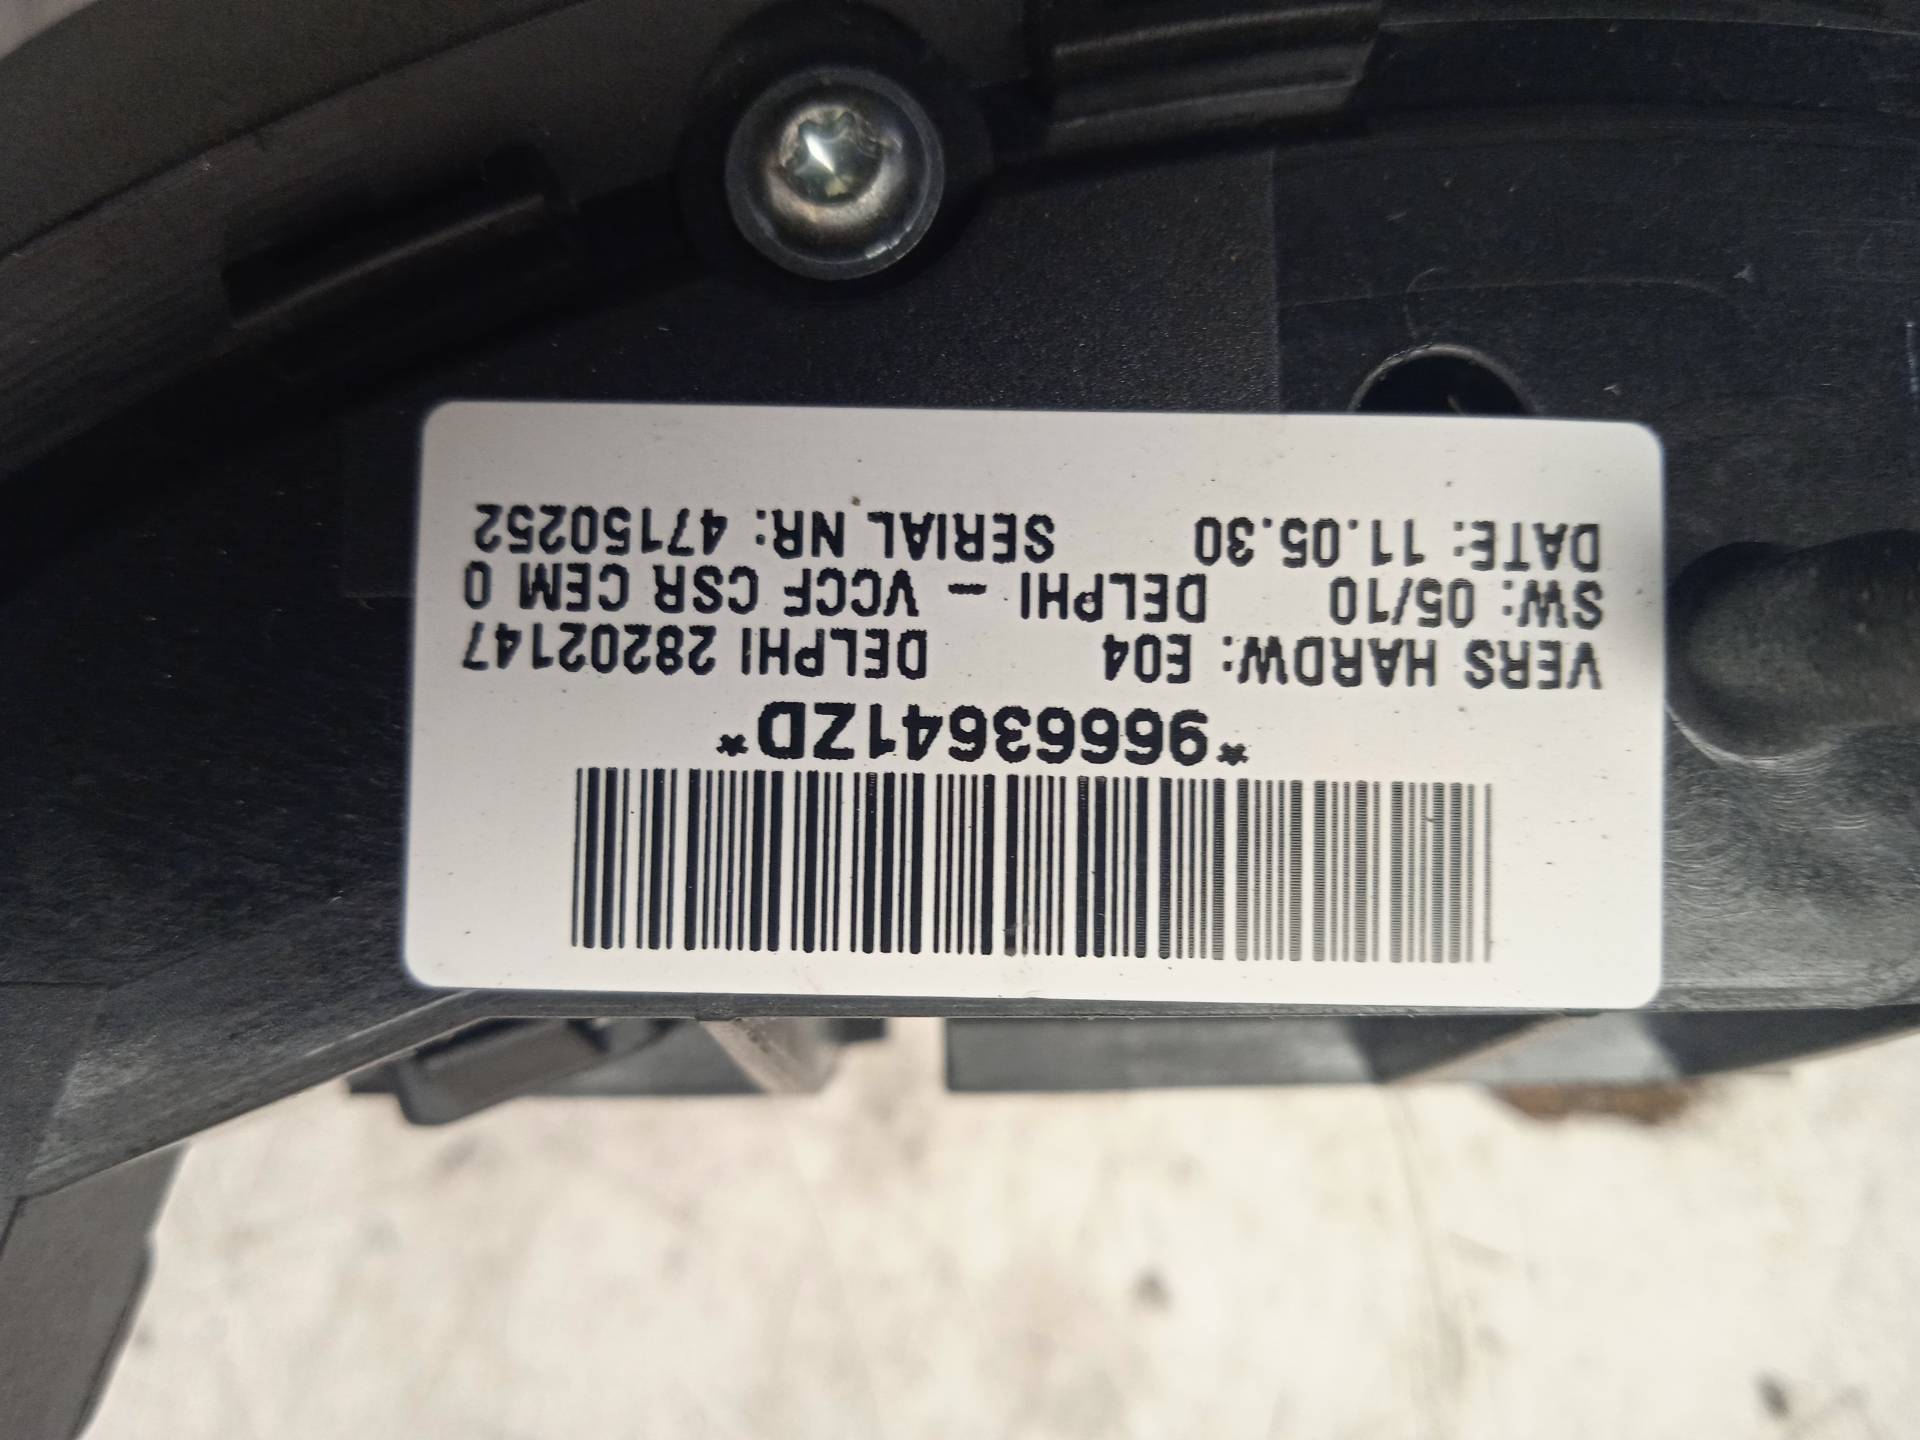 *96663641ZD*
VERS HARDW: E04 DELPHI 28202147
SW: 05/10 DELPHI - VCCF CSR CEM 0
DATE: 11.05.30 SERIAL NR: 47150252